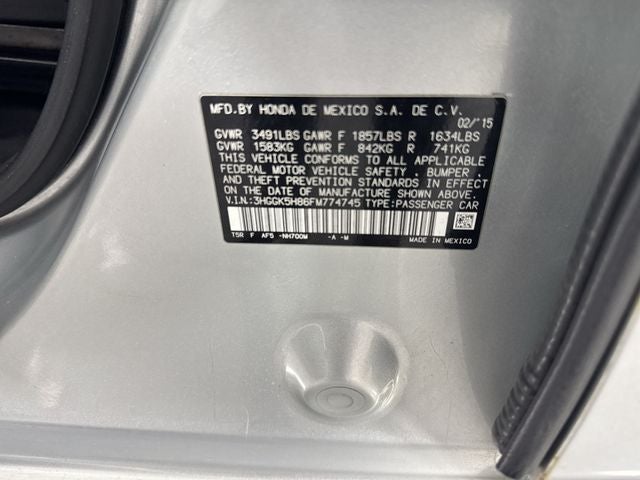 MFD.BY HONDA DE MEXICO S.A. DE C.V.
02/'15
GVWR 3491LBS GAWR F 1857LBS R 1634LBS
GVWR 1583KG GAWR F 842KG R 741KG
THIS VEHICLE CONFORMS TO ALL APPLICABLE
FEDERAL MOTOR VEHICLE SAFETY , BUMPER ,
AND THEFT PREVENTION STANDARDS IN EFFECT
ON THE DATE OF MANUFACTURE SHOWN ABOVE.
V.I.N.:3HGGK5H86FM774745 TYPE:PASSENGER CAR
T5R F AF5 -NH700M -A -M
MADE IN MEXICO